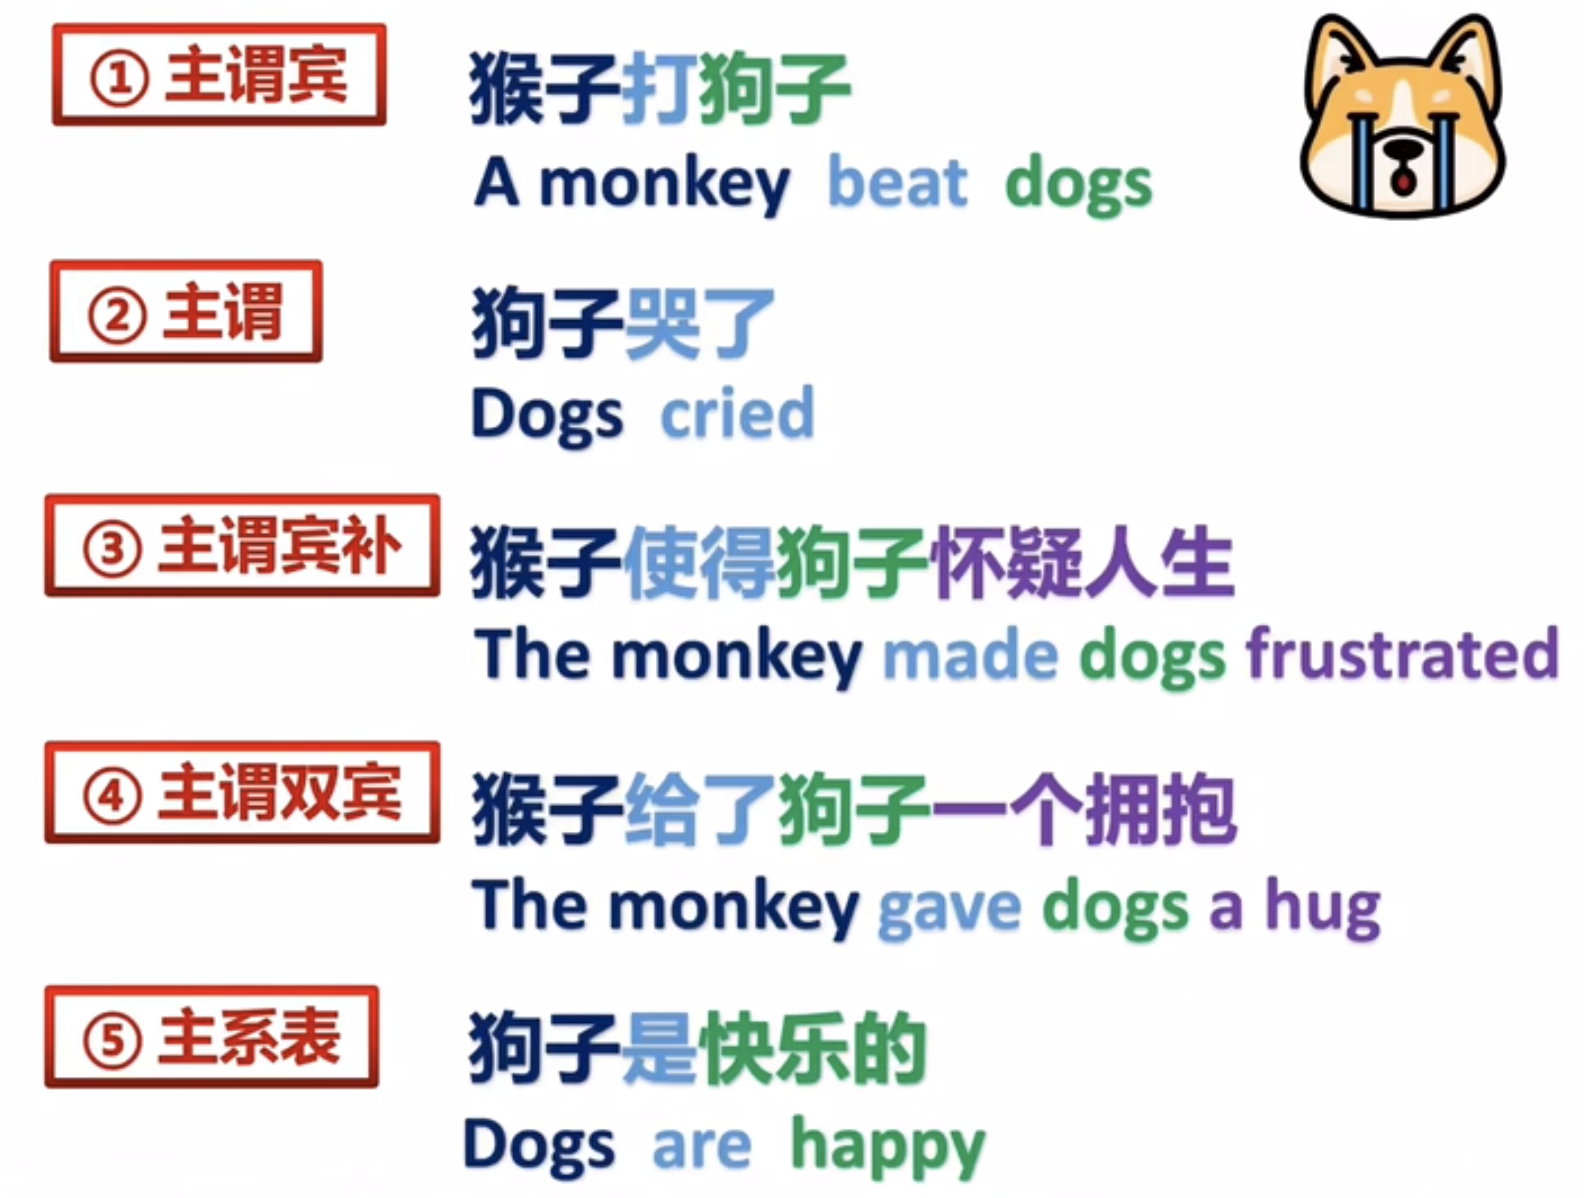 ① 主谓宾
猴子打狗子
A monkey beat dogs
② 主谓
狗子哭了
Dogs cried
③ 主谓宾补
猴子使得狗子怀疑人生
The monkey made dogs frustrated
④ 主谓双宾
猴子给了狗子一个拥抱
The monkey gave dogs a hug
⑤ 主系表
狗子是快乐的
Dogs are happy